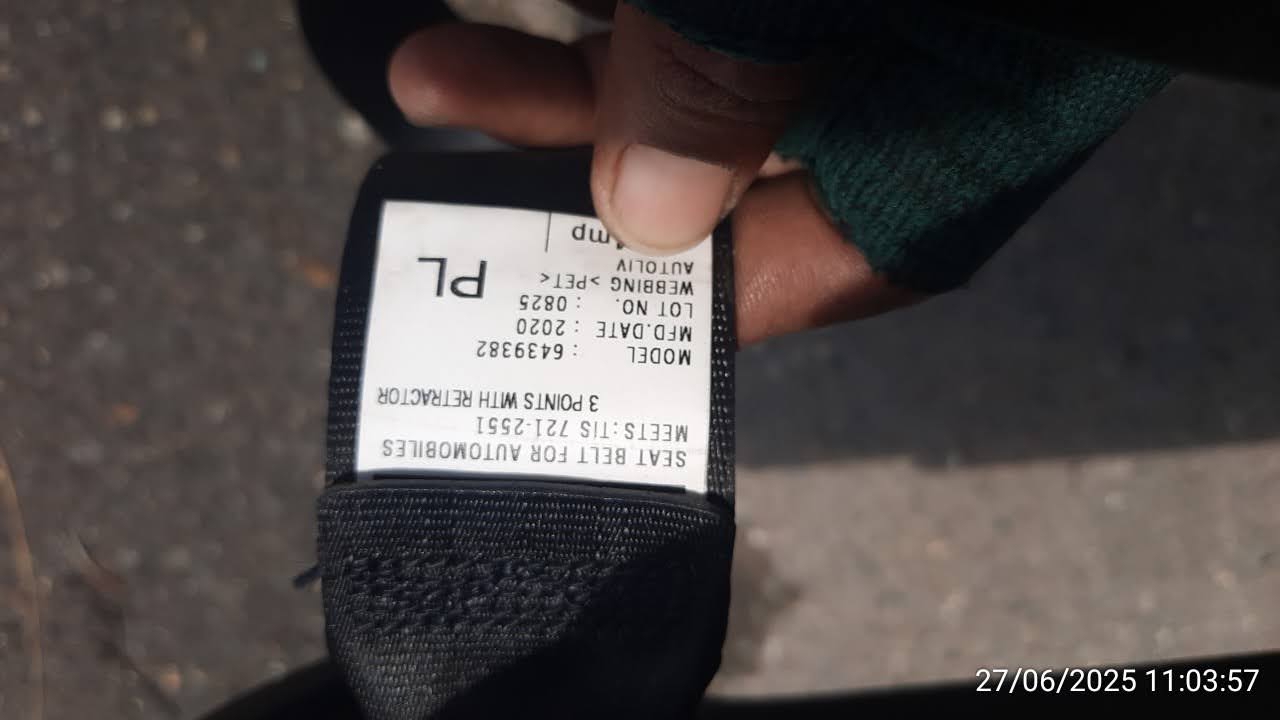 SEAT BELT FOR AUTOMOBILES
MEETS: TIS 721-2551
3 POINTS WITH RETRACTOR
MODEL : 6439382
MFD.DATE : 2020
LOT NO. : 0825
WEBBING >PET<
AUTOLIV
PL
27/06/2025 11:03:57